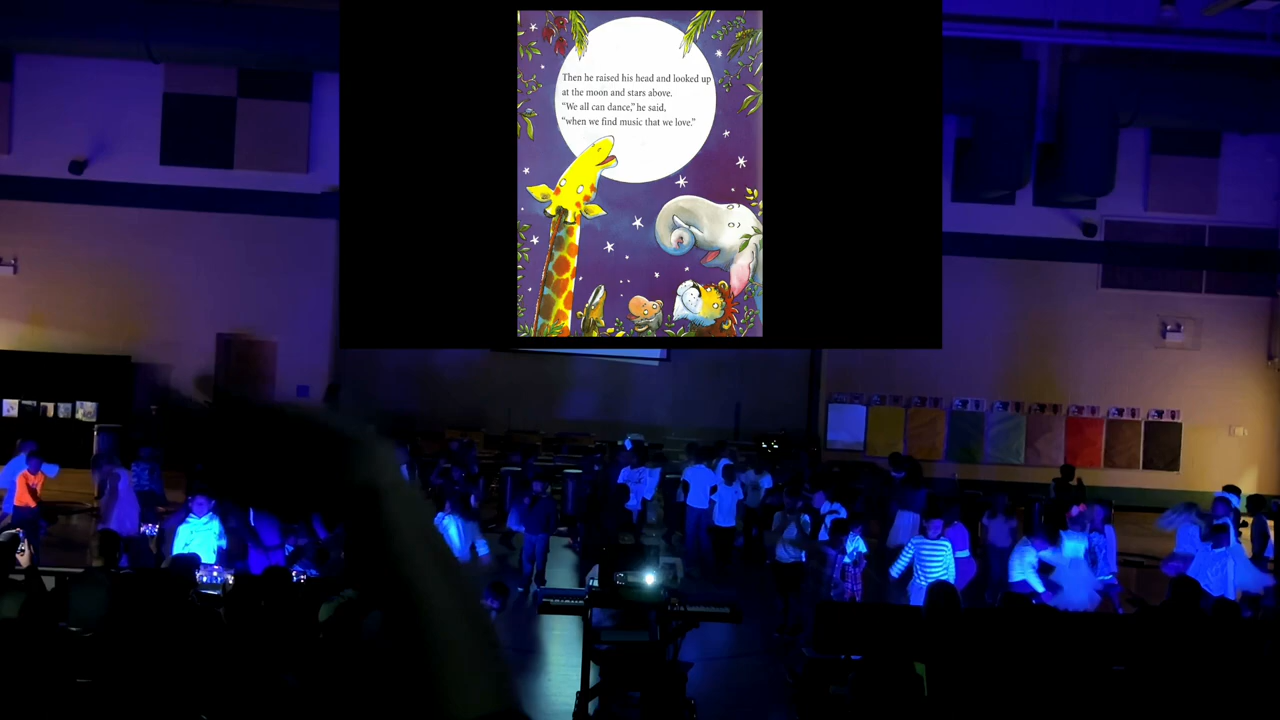 Then he raised his head and looked up
at the moon and stars above.
“We all can dance,” he said,
“when we find music that we love.”